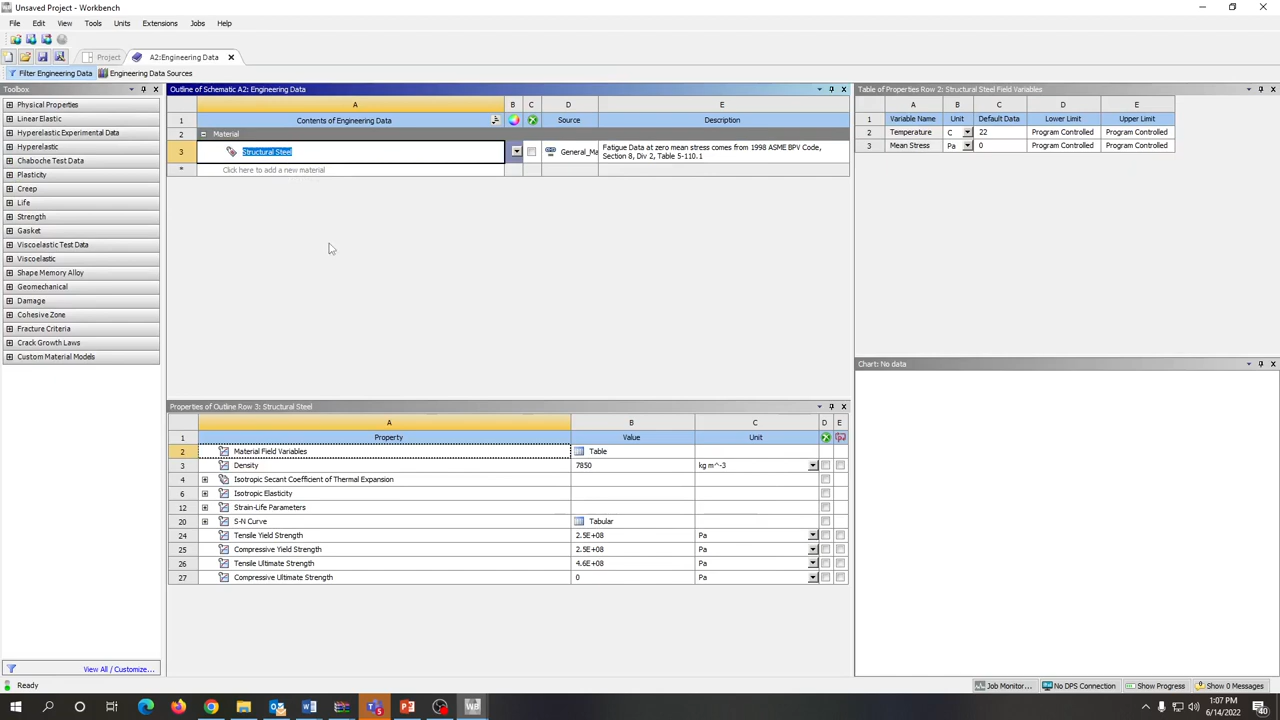 Unsaved Project - Workbench
File Edit View Tools Units Extensions Jobs Help
Project A2:Engineering Data
Filter Engineering Data Engineering Data Sources
Toolbox
Physical Properties
Linear Elastic
Hyperelastic Experimental Data
Hyperelastic
Chaboche Test Data
Plasticity
Creep
Life
Strength
Gasket
Viscoelastic Test Data
Viscoelastic
Shape Memory Alloy
Geomechanical
Damage
Cohesive Zone
Fracture Criteria
Crack Growth Laws
Custom Material Models
View All / Customize...
Outline of Schematic A2: Engineering Data
A B C D E
1 Contents of Engineering Data Source Description
2 Material
3 Structural Steel General_Ma Fatigue Data at zero mean stress comes from 1998 ASME BPV Code,
Section 8, Div 2, Table 5-110.1
* Click here to add a new material
Properties of Outline Row 3: Structural Steel
A B C D E
1 Property Value Unit
2 Material Field Variables Table
3 Density 7850 kg m^-3
4 Isotropic Secant Coefficient of Thermal Expansion
6 Isotropic Elasticity
12 Strain-Life Parameters
20 S-N Curve Tabular
24 Tensile Yield Strength 2.5E+08 Pa
25 Compressive Yield Strength 2.5E+08 Pa
26 Tensile Ultimate Strength 4.6E+08 Pa
27 Compressive Ultimate Strength 0 Pa
Table of Properties Row 2: Structural Steel Field Variables
A B C D E
1 Variable Name Unit Default Data Lower Limit Upper Limit
2 Temperature C 22 Program Controlled Program Controlled
3 Mean Stress Pa 0 Program Controlled Program Controlled
Chart: No data
Ready
Job Monitor... No DPS Connection Show Progress Show 0 Messages
1:07 PM
6/14/2022